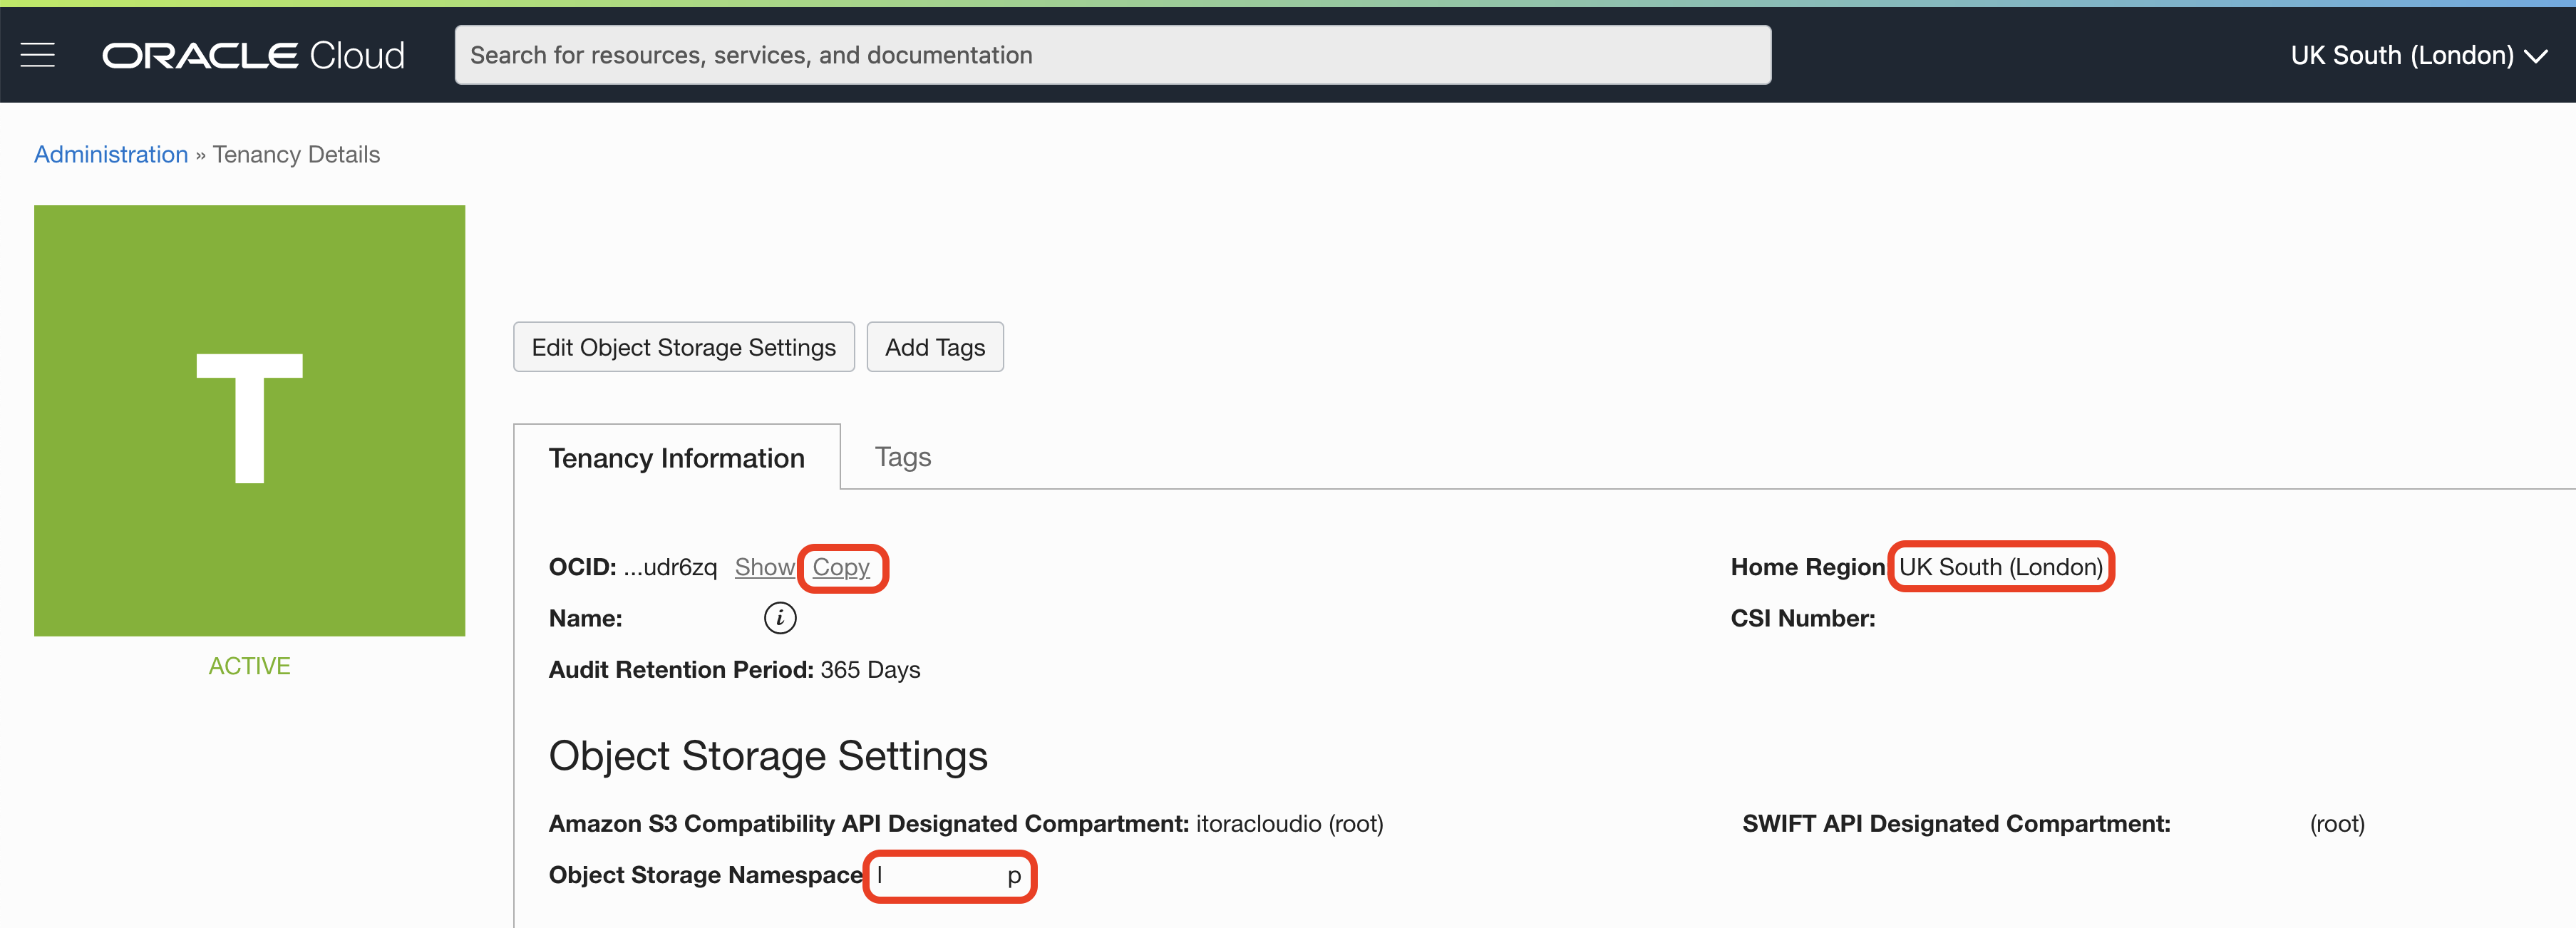 ORACLE Cloud
Search for resources, services, and documentation
UK South (London)
Administration » Tenancy Details
T
ACTIVE
Edit Object Storage Settings
Add Tags
Tenancy Information
Tags
OCID: ...udr6zq Show Copy
Home Region UK South (London)
Name: i
CSI Number:
Audit Retention Period: 365 Days
Object Storage Settings
Amazon S3 Compatibility API Designated Compartment: itoracloudio (root)
SWIFT API Designated Compartment: (root)
Object Storage Namespace l p